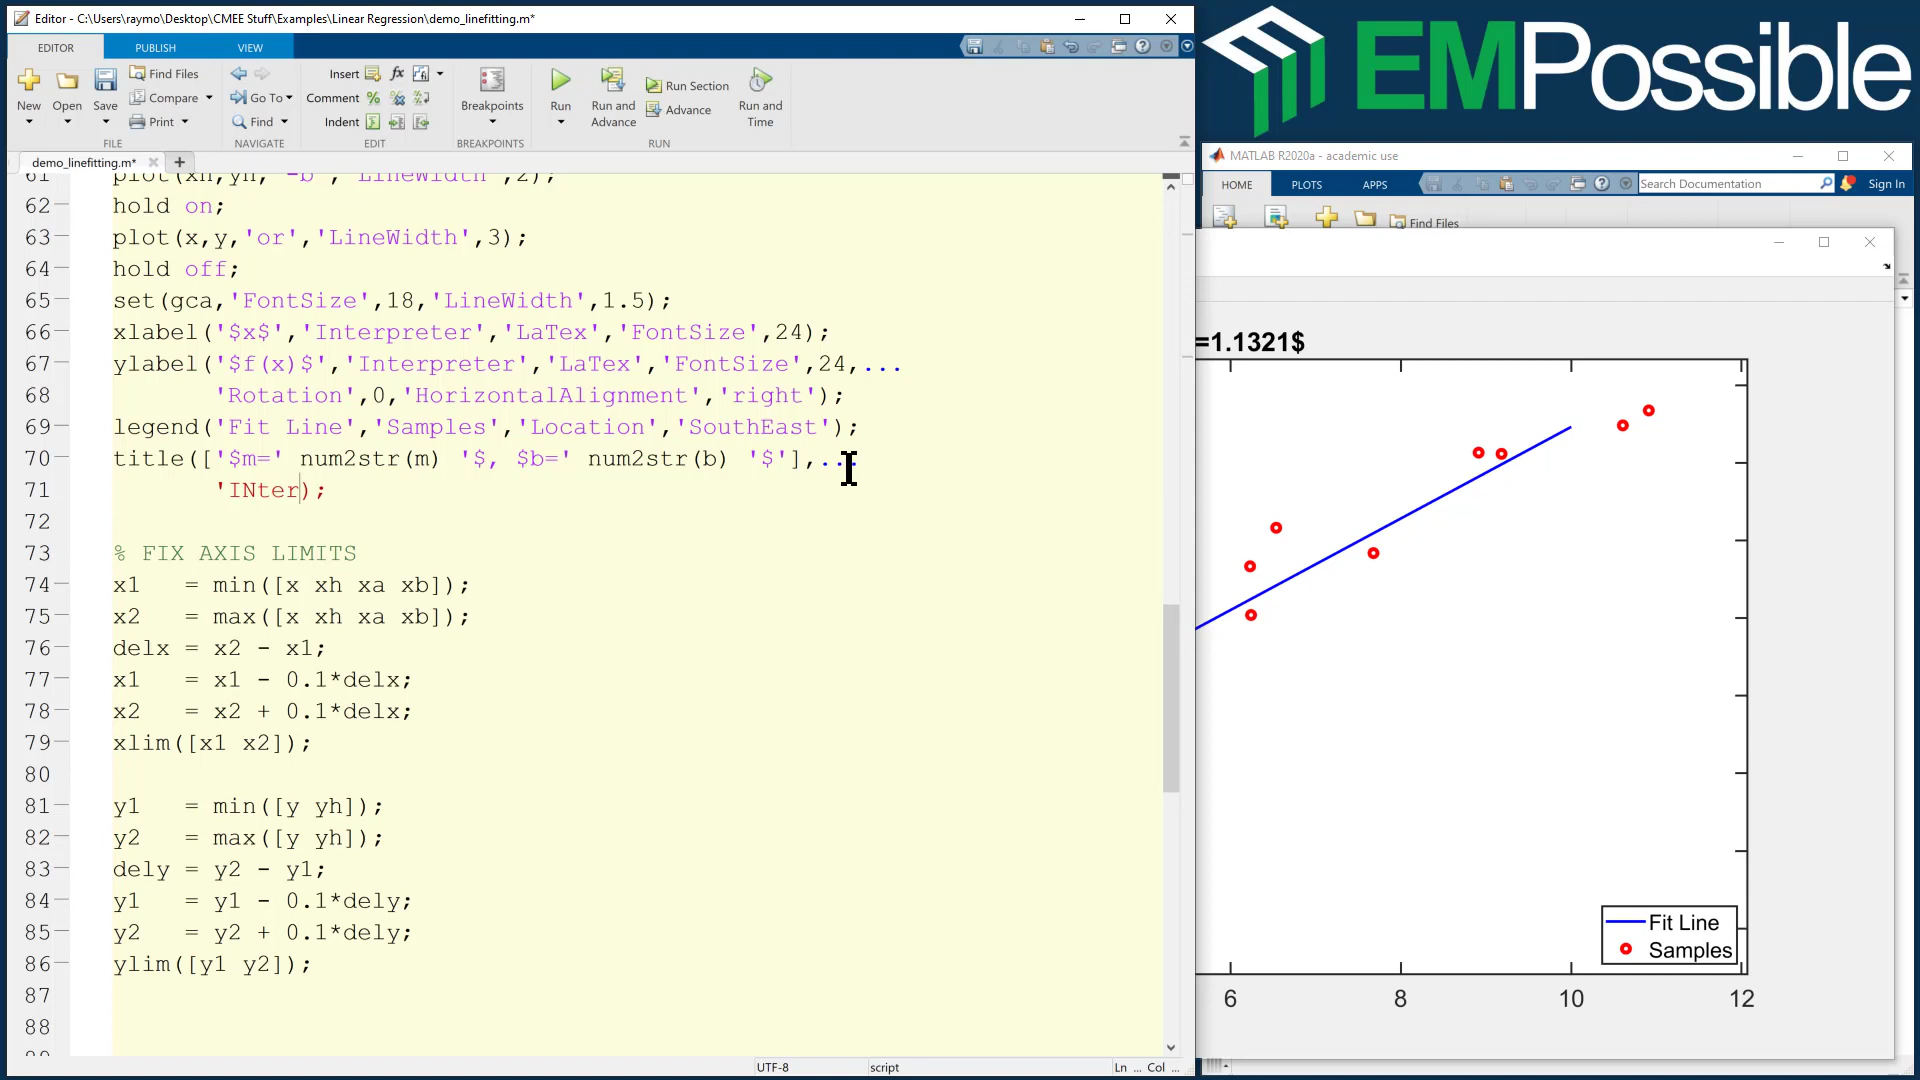 Editor - C:\Users\raymo\Desktop\CMEE Stuff\Examples\Linear Regression\demo_linefitting.m*
EDITOR PUBLISH VIEW
New Open Save
Find Files
Compare
Print
Go To
Find
Insert fx
Comment
Indent
Breakpoints
Run
Run and Advance
Run Section
Advance
Run and Time
FILE NAVIGATE EDIT BREAKPOINTS RUN
demo_linefitting.m*
61 plot(xh,yh,'-b','LineWidth',2);
62 hold on;
63 plot(x,y,'or','LineWidth',3);
64 hold off;
65 set(gca,'FontSize',18,'LineWidth',1.5);
66 xlabel('$x$','Interpreter','LaTex','FontSize',24);
67 ylabel('$f(x)$','Interpreter','LaTex','FontSize',24,...
68 'Rotation',0,'HorizontalAlignment','right');
69 legend('Fit Line','Samples','Location','SouthEast');
70 title(['$m=' num2str(m) '$, $b=' num2str(b) '$'],...
71 'INter);
72
73 % FIX AXIS LIMITS
74 x1 = min([x xh xa xb]);
75 x2 = max([x xh xa xb]);
76 delx = x2 - x1;
77 x1 = x1 - 0.1*delx;
78 x2 = x2 + 0.1*delx;
79 xlim([x1 x2]);
80
81 y1 = min([y yh]);
82 y2 = max([y yh]);
83 dely = y2 - y1;
84 y1 = y1 - 0.1*dely;
85 y2 = y2 + 0.1*dely;
86 ylim([y1 y2]);
87
88
UTF-8 script Ln ... Col ...
EMPossible
MATLAB R2020a - academic use
HOME PLOTS APPS Search Documentation Sign In
Find Files
=1.1321$
Fit Line
Samples
6 8 10 12